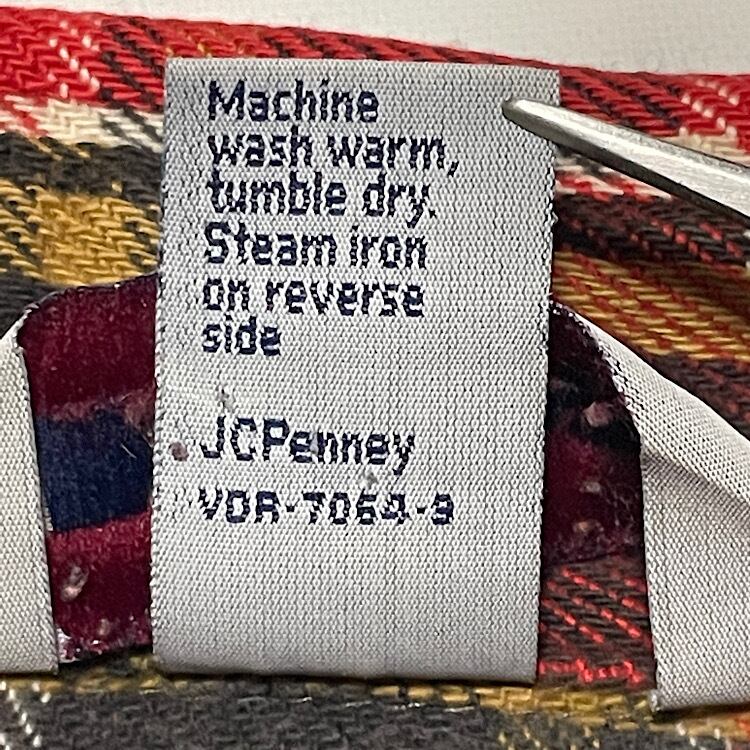 Machine
wash warm,
tumble dry.
Steam iron
on reverse
side
JCPenney
VDR-7064-9